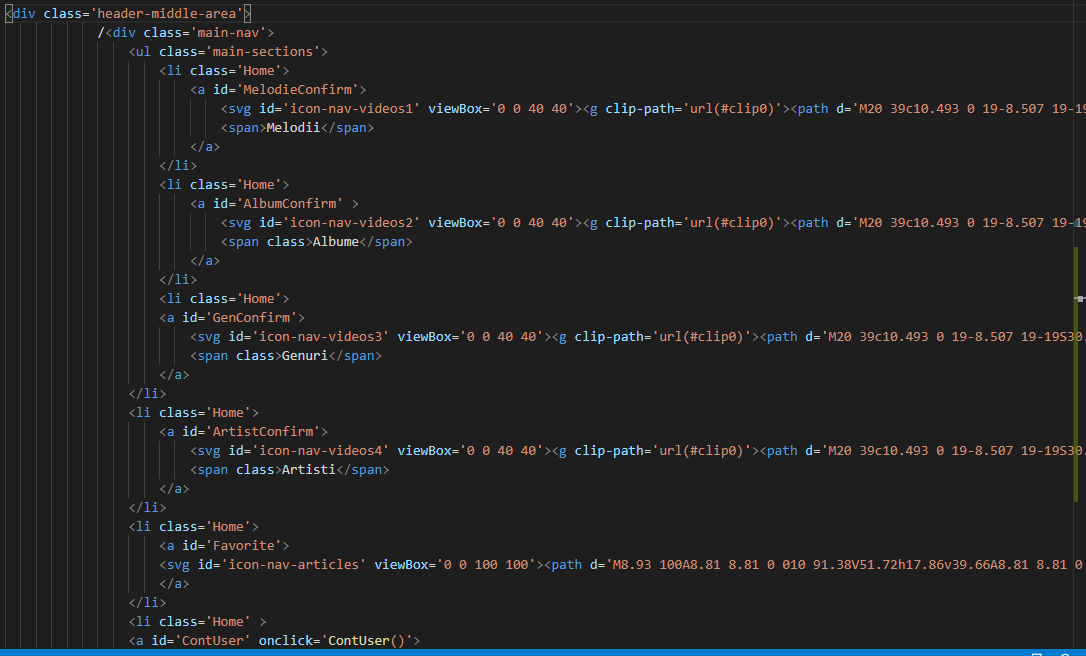 <div class='header-middle-area'>
/<div class='main-nav'>
<ul class='main-sections'>
<li class='Home'>
<a id='MelodieConfirm'>
<svg id='icon-nav-videos1' viewBox='0 0 40 40'><g clip-path='url(#clip0)'><path d='M20 39c10.493 0 19-8.507 19-19
<span>Melodii</span>
</a>
</li>
<li class='Home'>
<a id='AlbumConfirm' >
<svg id='icon-nav-videos2' viewBox='0 0 40 40'><g clip-path='url(#clip0)'><path d='M20 39c10.493 0 19-8.507 19-19
<span class>Albume</span>
</a>
</li>
<li class='Home'>
<a id='GenConfirm'>
<svg id='icon-nav-videos3' viewBox='0 0 40 40'><g clip-path='url(#clip0)'><path d='M20 39c10.493 0 19-8.507 19-19S30.
<span class>Genuri</span>
</a>
</li>
<li class='Home'>
<a id='ArtistConfirm'>
<svg id='icon-nav-videos4' viewBox='0 0 40 40'><g clip-path='url(#clip0)'><path d='M20 39c10.493 0 19-8.507 19-19S30.
<span class>Artisti</span>
</a>
</li>
<li class='Home'>
<a id='Favorite'>
<svg id='icon-nav-articles' viewBox='0 0 100 100'><path d='M8.93 100A8.81 8.81 0 010 91.38V51.72h17.86v39.66A8.81 8.81 0
</a>
</li>
<li class='Home' >
<a id='ContUser' onclick='ContUser()'>